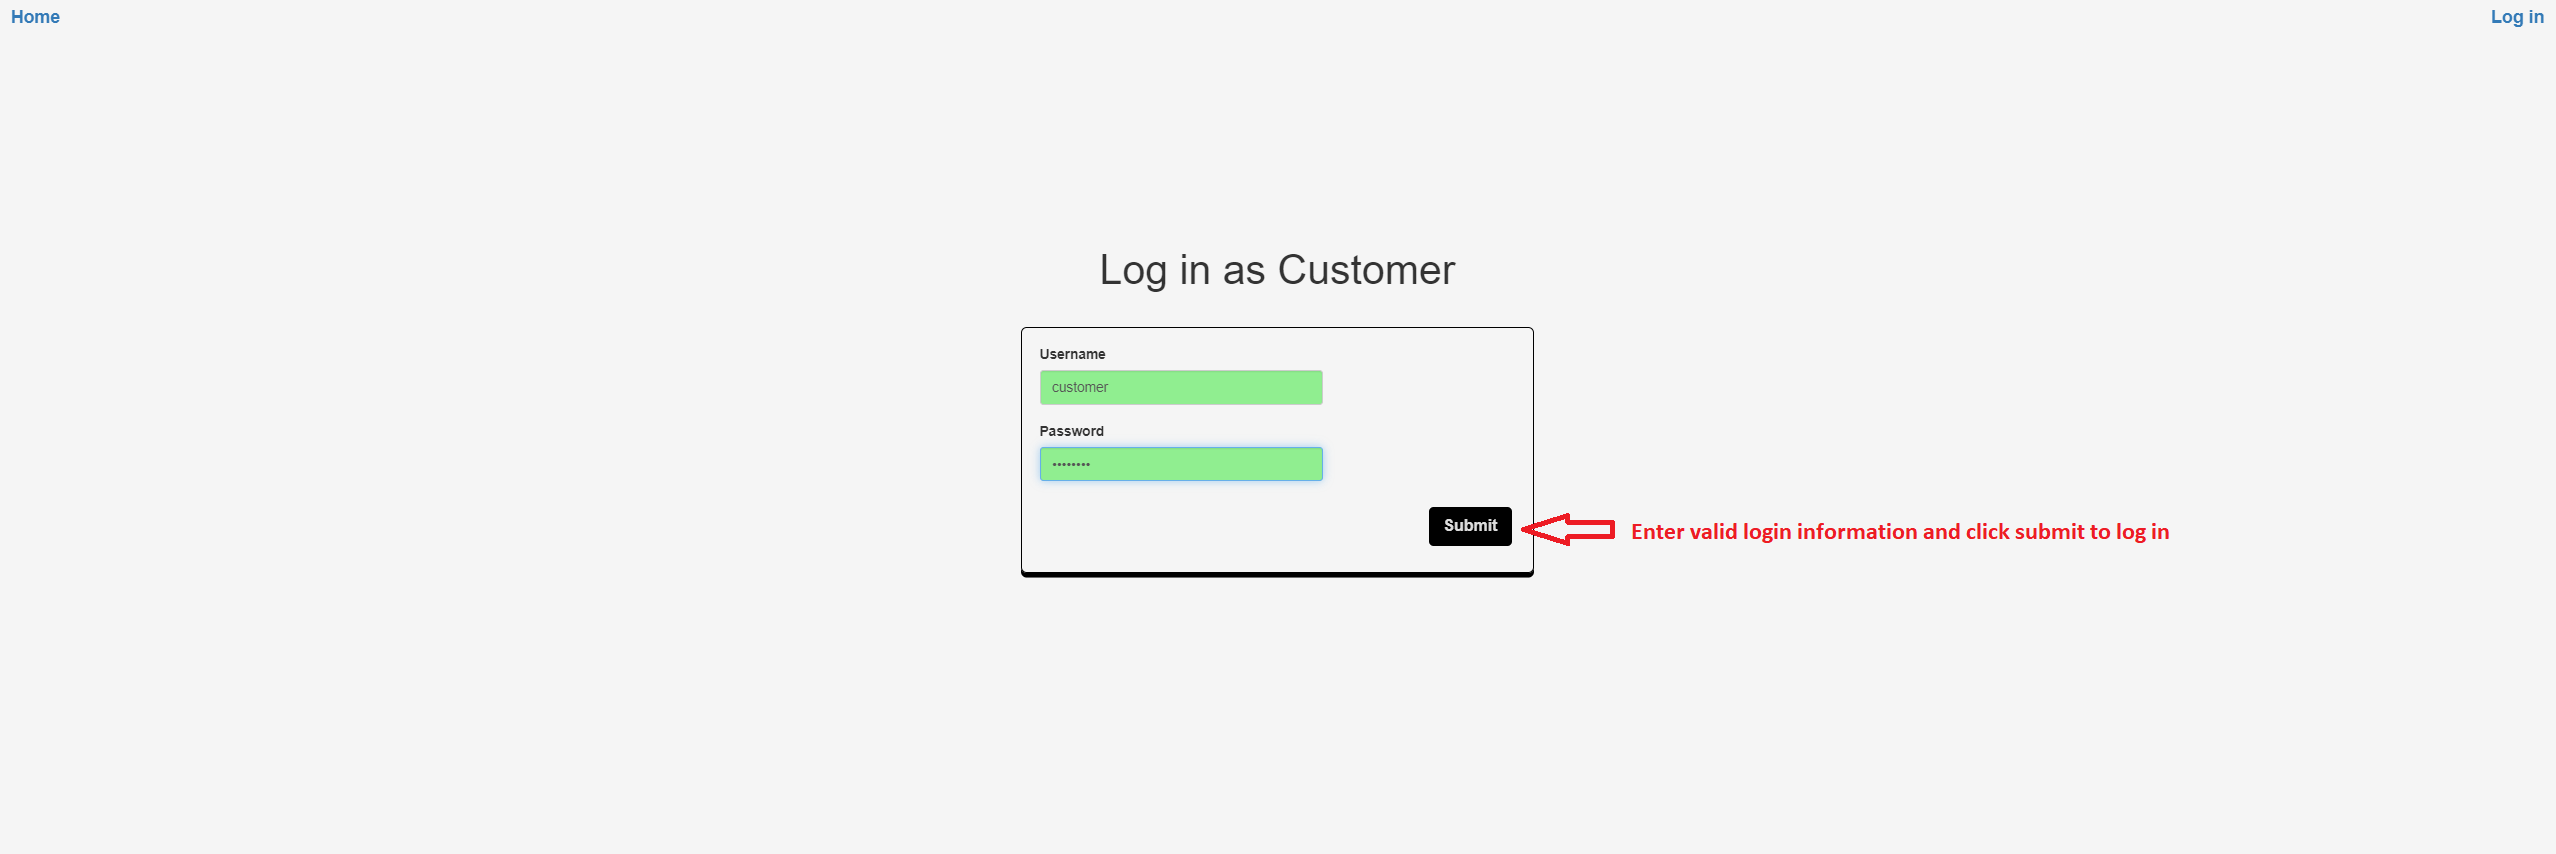 Home
Log in
Log in as Customer
Username
customer
Password
••••••••
Submit
Enter valid login information and click submit to log in